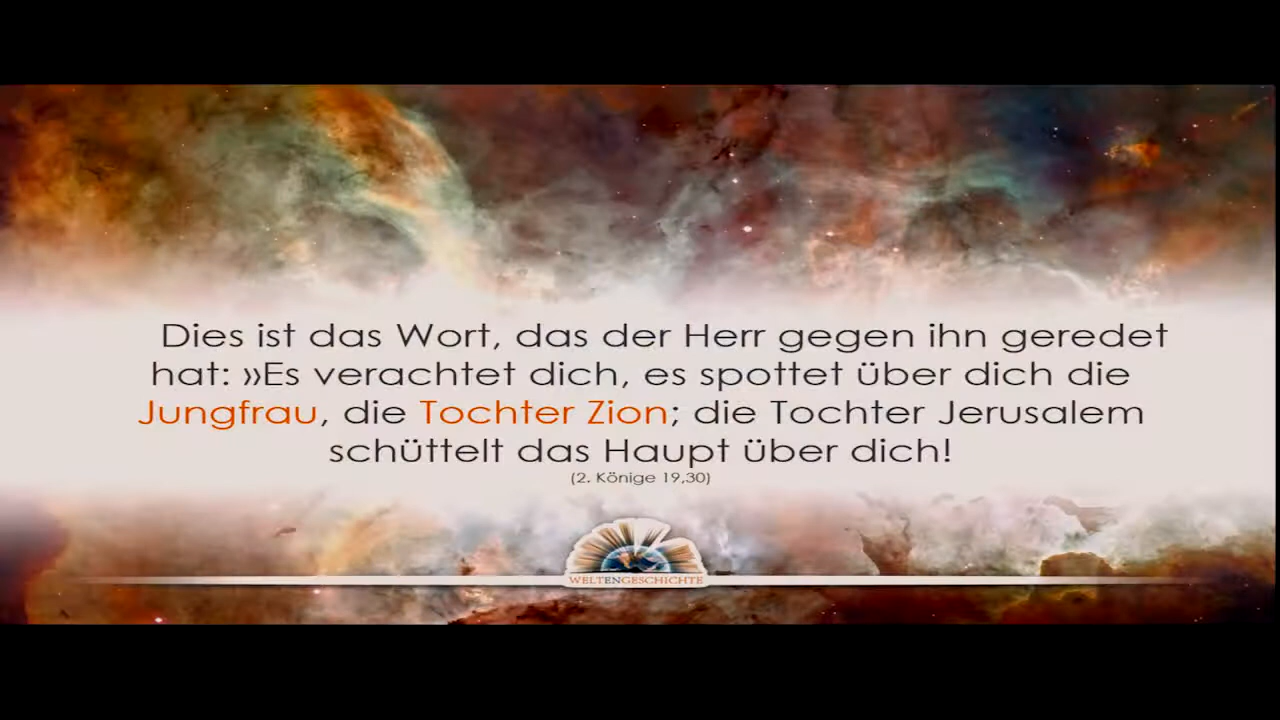 Dies ist das Wort, das der Herr gegen ihn geredet
hat: »Es verachtet dich, es spottet über dich die
Jungfrau, die Tochter Zion; die Tochter Jerusalem
schüttelt das Haupt über dich!
(2. Könige 19,30)
WELTENGESCHICHTE